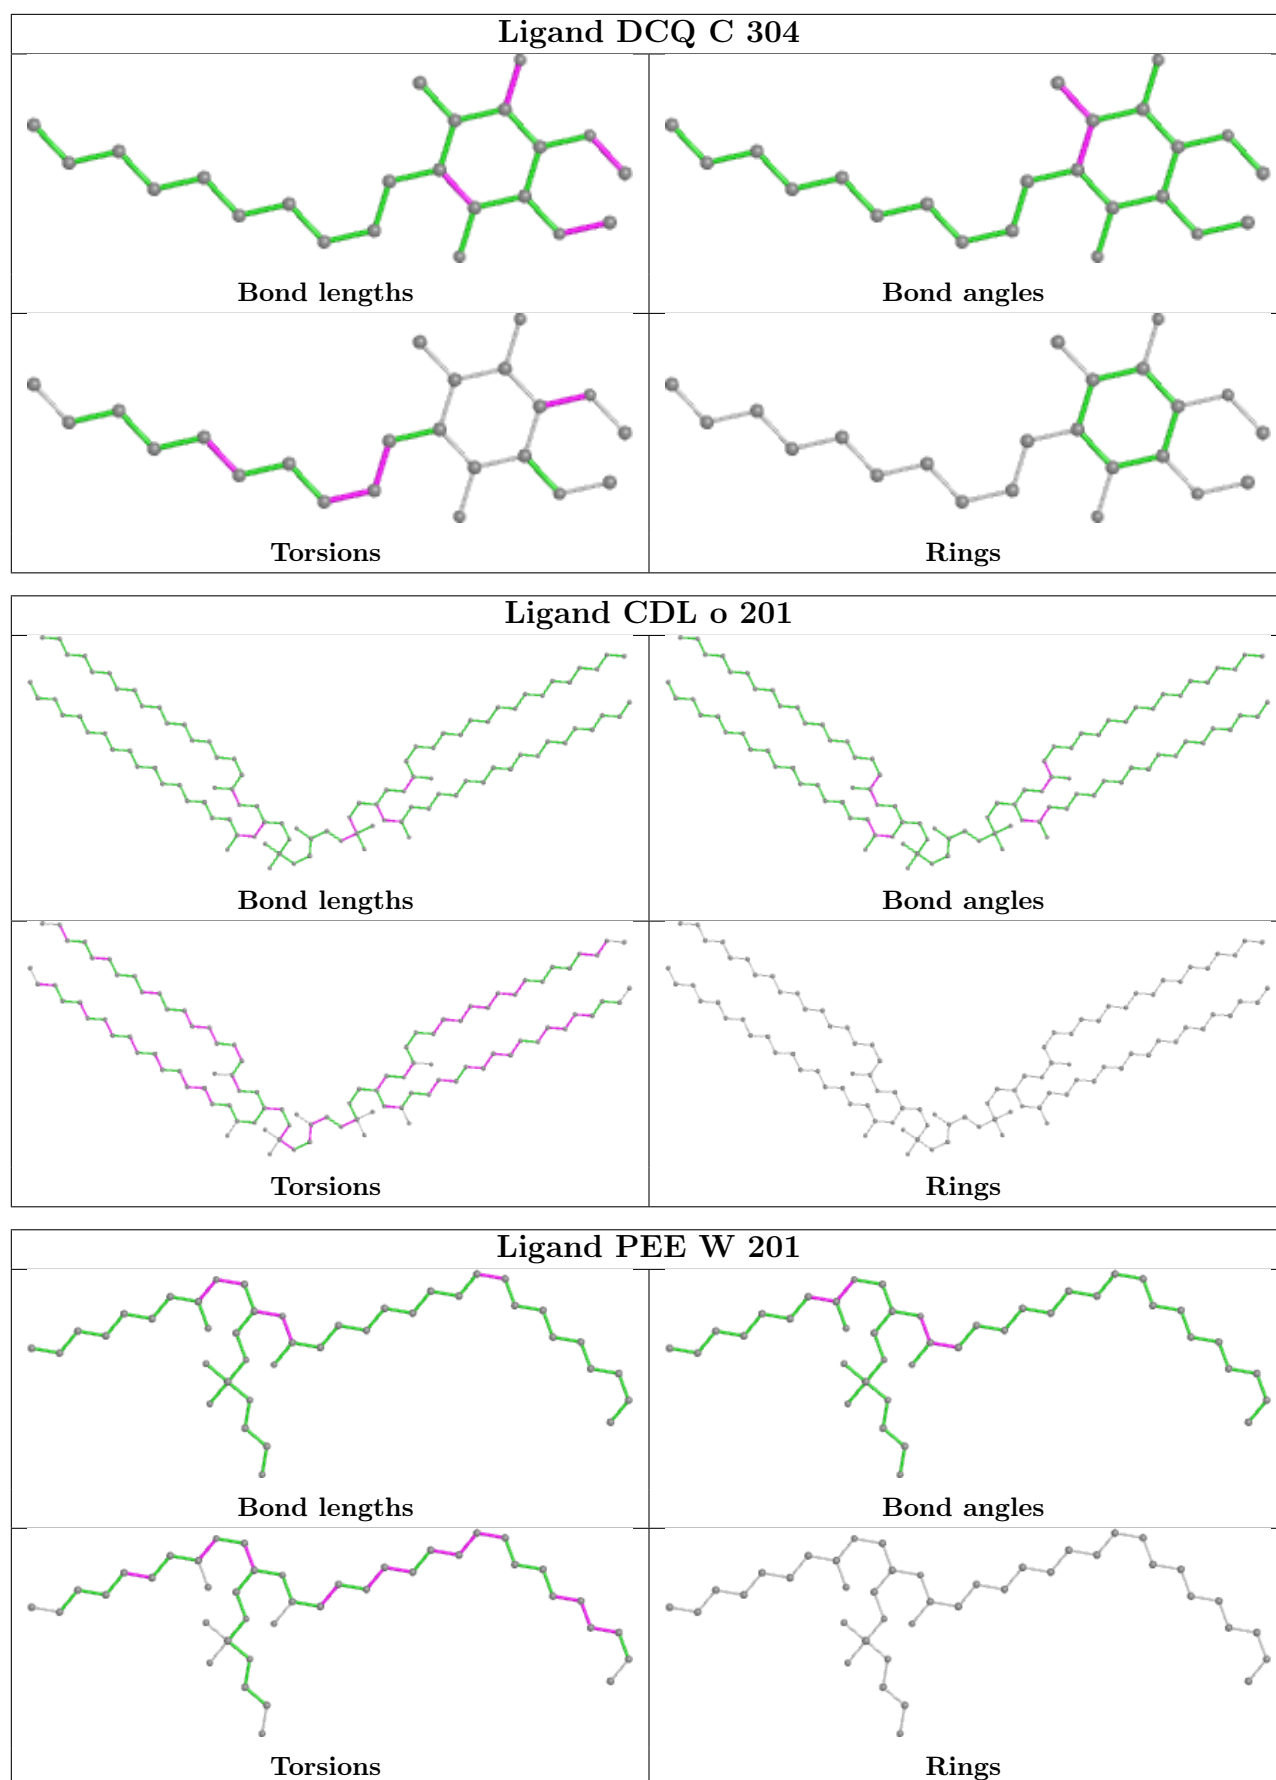 Ligand DCQ C 304
Bond lengths
Bond angles
Torsions
Rings
Ligand CDL o 201
Bond lengths
Bond angles
Torsions
Rings
Ligand PEE W 201
Bond lengths
Bond angles
Torsions
Rings